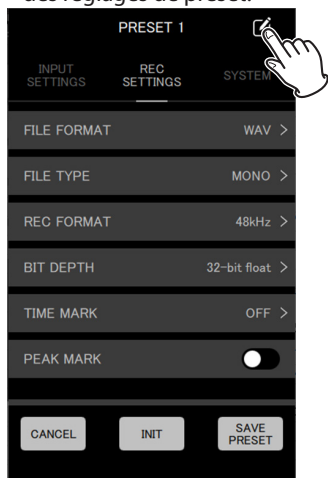 des réglages de preset.
PRESET 1
INPUT
SETTINGS
REC
SETTINGS
SYSTEM
FILE FORMAT WAV >
FILE TYPE MONO >
REC FORMAT 48kHz >
BIT DEPTH 32-bit float >
TIME MARK OFF >
PEAK MARK
CANCEL
INIT
SAVE
PRESET